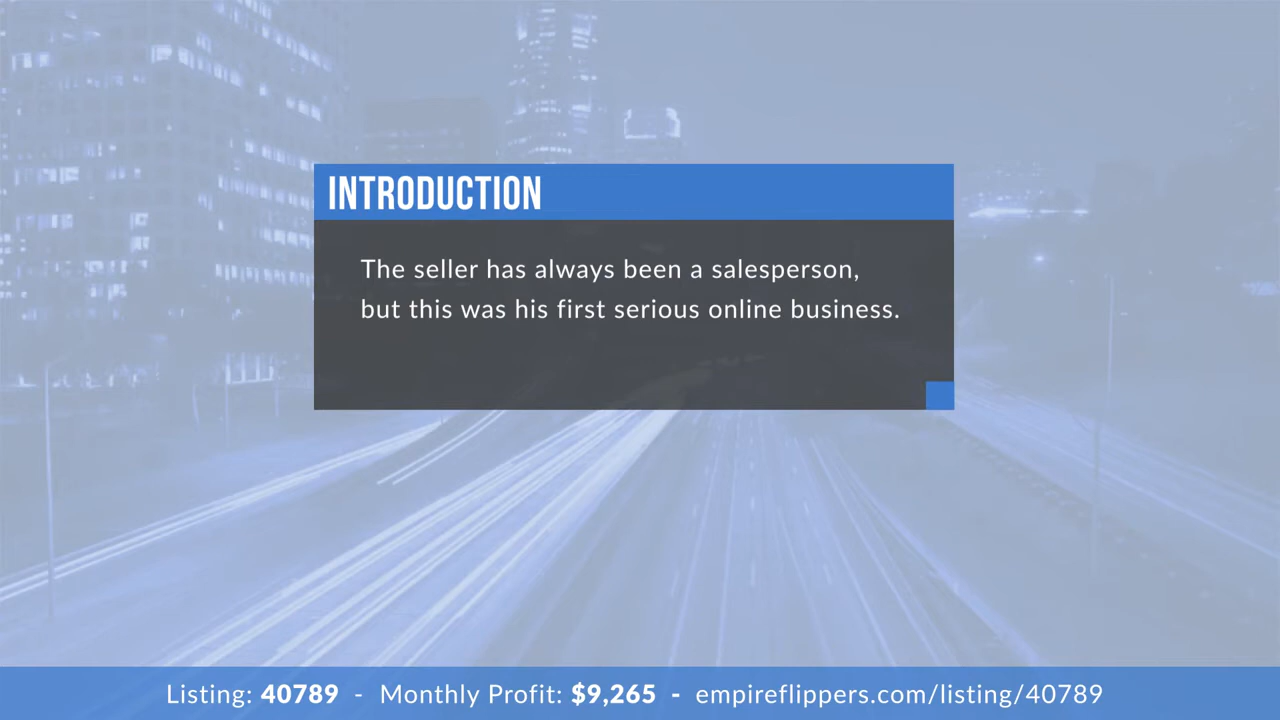 INTRODUCTION
The seller has always been a salesperson,
but this was his first serious online business.
Listing: 40789 - Monthly Profit: $9,265 - empireflippers.com/listing/40789